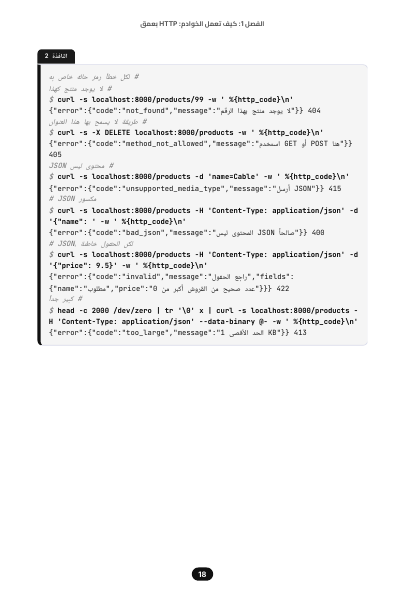 الفصل 1: كيف تعمل الخوادم: HTTP بعمق
النافذة 2
# لكل خطأ رمز حالة خاص به
# لا يوجد منتج كهذا
$ curl -s localhost:8000/products/99 -w ' %{http_code}\n'
{"error":{"code":"not_found","message":"لا يوجد منتج بهذا الرقم"}} 404
# طريقة لا يسمح بها هذا العنوان
$ curl -s -X DELETE localhost:8000/products -w ' %{http_code}\n'
{"error":{"code":"method_not_allowed","message":"استخدم GET أو POST هنا"}}
405
# محتوى ليس JSON
$ curl -s localhost:8000/products -d 'name=Cable' -w ' %{http_code}\n'
{"error":{"code":"unsupported_media_type","message":"أرسل JSON"}} 415
# JSON مكسور
$ curl -s localhost:8000/products -H 'Content-Type: application/json' -d
'{"name": ' -w ' %{http_code}\n'
{"error":{"code":"bad_json","message":"المحتوى ليس JSON صالحاً"}} 400
# JSON، لكن الحقول خاطئة
$ curl -s localhost:8000/products -H 'Content-Type: application/json' -d
'{"price": 9.5}' -w ' %{http_code}\n'
{"error":{"code":"invalid","message":"راجع الحقول","fields":
{"name":"مطلوب","price":"عدد صحيح من القروش أكبر من 0"}}} 422
# كبير جداً
$ head -c 2000 /dev/zero | tr '\0' x | curl -s localhost:8000/products -
H 'Content-Type: application/json' --data-binary @- -w ' %{http_code}\n'
{"error":{"code":"too_large","message":"الحد الأقصى 1 KB"}} 413
18